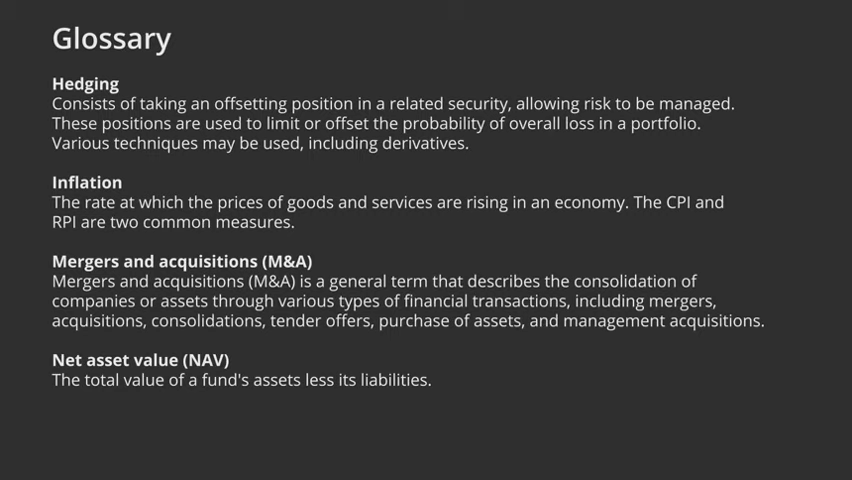 Glossary
Hedging
Consists of taking an offsetting position in a related security, allowing risk to be managed.
These positions are used to limit or offset the probability of overall loss in a portfolio.
Various techniques may be used, including derivatives.
Inflation
The rate at which the prices of goods and services are rising in an economy. The CPI and
RPI are two common measures.
Mergers and acquisitions (M&A)
Mergers and acquisitions (M&A) is a general term that describes the consolidation of
companies or assets through various types of financial transactions, including mergers,
acquisitions, consolidations, tender offers, purchase of assets, and management acquisitions.
Net asset value (NAV)
The total value of a fund's assets less its liabilities.